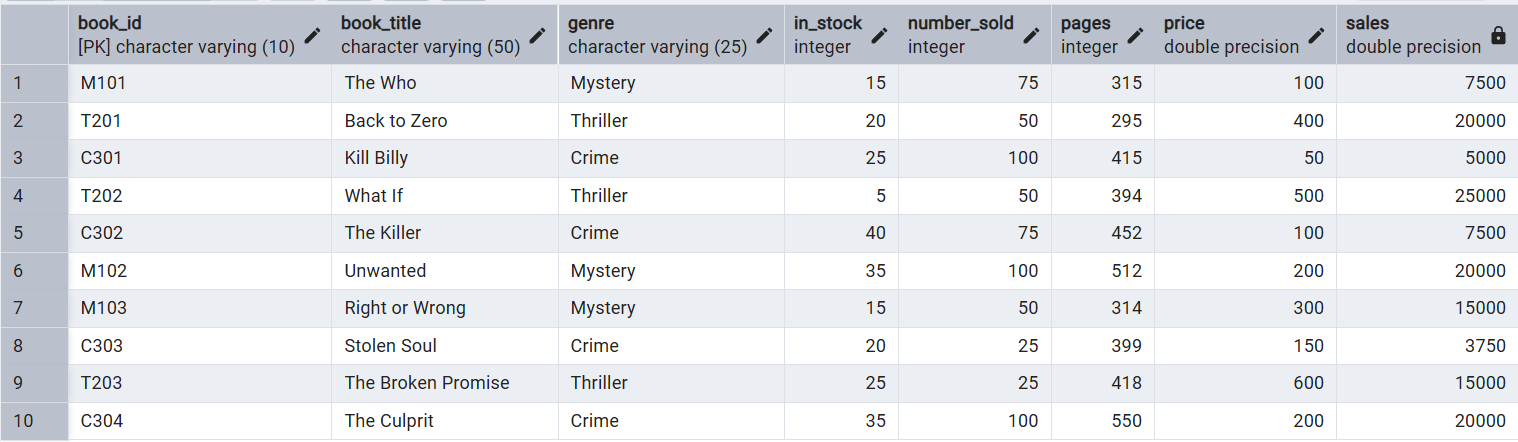 book_id book_title genre in_stock number_sold pages price sales
[PK] character varying (10) character varying (50) character varying (25) integer integer integer double precision double precision
1 M101 The Who Mystery 15 75 315 100 7500
2 T201 Back to Zero Thriller 20 50 295 400 20000
3 C301 Kill Billy Crime 25 100 415 50 5000
4 T202 What If Thriller 5 50 394 500 25000
5 C302 The Killer Crime 40 75 452 100 7500
6 M102 Unwanted Mystery 35 100 512 200 20000
7 M103 Right or Wrong Mystery 15 50 314 300 15000
8 C303 Stolen Soul Crime 20 25 399 150 3750
9 T203 The Broken Promise Thriller 25 25 418 600 15000
10 C304 The Culprit Crime 35 100 550 200 20000